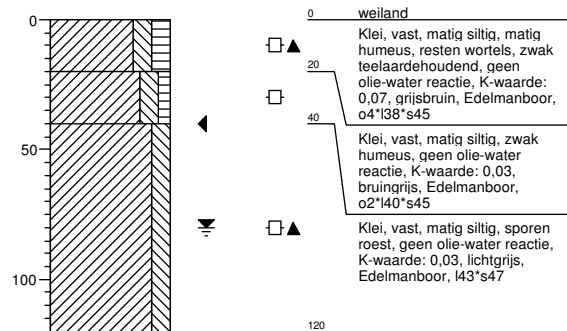 0
50
100
0
weiland
Klei, vast, matig siltig, matig
humeus, resten wortels, zwak
teelaardehoudend, geen
olie-water reactie, K-waarde:
0,07, grijsbruin, Edelmanboor,
o4*l38*s45
20
Klei, vast, matig siltig, zwak
humeus, geen olie-water
reactie, K-waarde: 0,03,
bruingrijs, Edelmanboor,
o2*l40*s45
40
Klei, vast, matig siltig, sporen
roest, geen olie-water reactie,
K-waarde: 0,03, lichtgrijs,
Edelmanboor, l43*s47
120